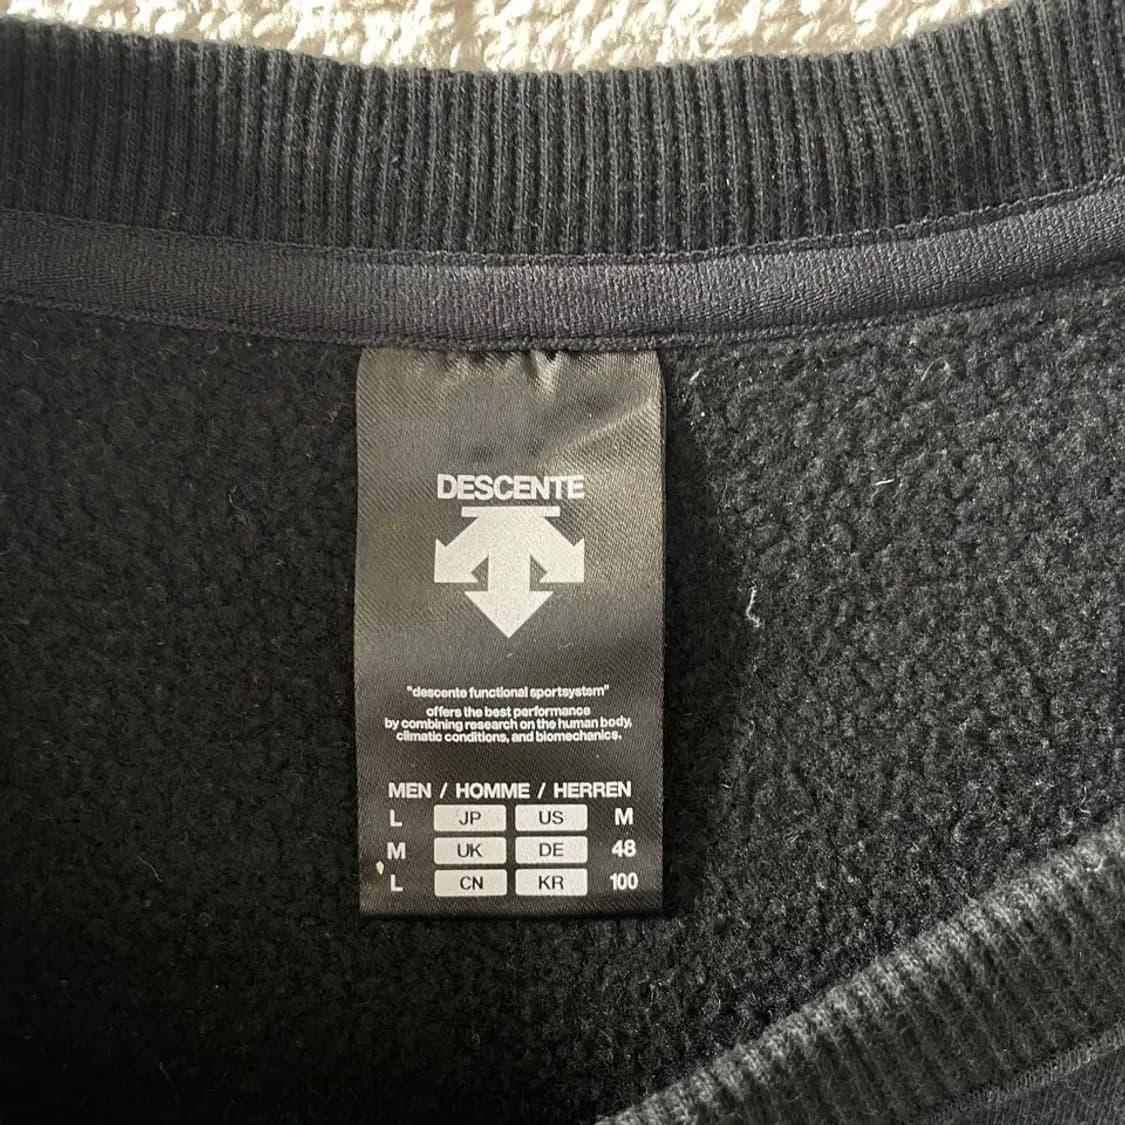 DESCENTE
"descente functional sportsystem"
offers the best performance
by combining research on the human body,
climatic conditions, and biomechanics.
MEN / HOMME / HERREN
L JP US M
M UK DE 48
L CN KR 100